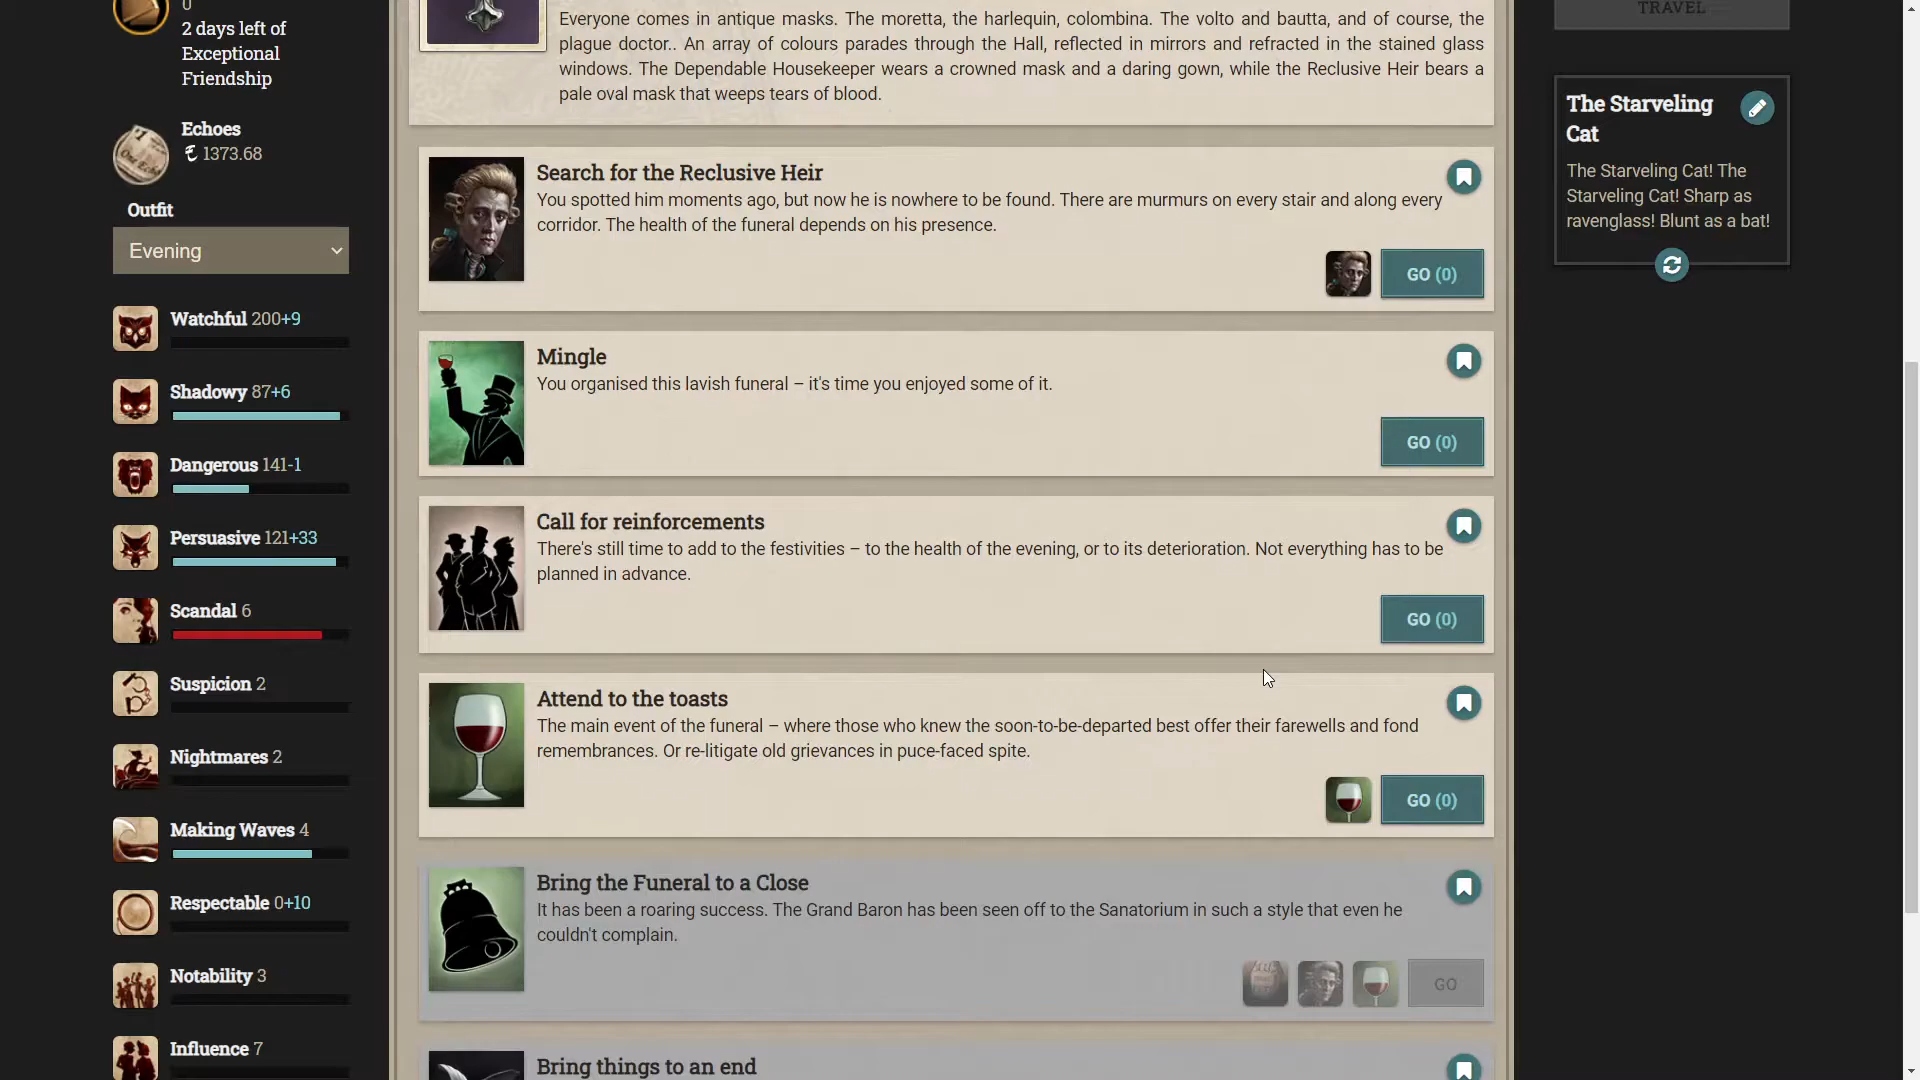 0
2 days left of
Exceptional
Friendship
Echoes
1373.68
Outfit
Evening
Watchful 200+9
Shadowy 87+6
Dangerous 141-1
Persuasive 121+33
Scandal 6
Suspicion 2
Nightmares 2
Making Waves 4
Respectable 0+10
Notability 3
Influence 7
Everyone comes in antique masks. The moretta, the harlequin, colombina. The volto and bautta, and of course, the
plague doctor.. An array of colours parades through the Hall, reflected in mirrors and refracted in the stained glass
windows. The Dependable Housekeeper wears a crowned mask and a daring gown, while the Reclusive Heir bears a
pale oval mask that weeps tears of blood.
Search for the Reclusive Heir
You spotted him moments ago, but now he is nowhere to be found. There are murmurs on every stair and along every
corridor. The health of the funeral depends on his presence.
GO (0)
Mingle
You organised this lavish funeral – it's time you enjoyed some of it.
GO (0)
Call for reinforcements
There's still time to add to the festivities – to the health of the evening, or to its deterioration. Not everything has to be
planned in advance.
GO (0)
Attend to the toasts
The main event of the funeral – where those who knew the soon-to-be-departed best offer their farewells and fond
remembrances. Or re-litigate old grievances in puce-faced spite.
GO (0)
Bring the Funeral to a Close
It has been a roaring success. The Grand Baron has been seen off to the Sanatorium in such a style that even he
couldn't complain.
GO
Bring things to an end
TRAVEL
The Starveling
Cat
The Starveling Cat! The
Starveling Cat! Sharp as
ravenglass! Blunt as a bat!